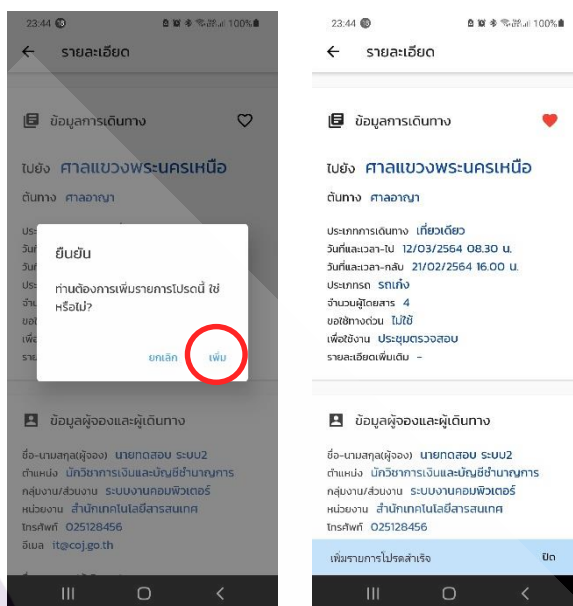 23:44
100%
รายละเอียด
ข้อมูลการเดินทาง
ไปยัง ศาลแขวงพระนครเหนือ
ต้นทาง ศาลอาญา
ยืนยัน
ท่านต้องการเพิ่มรายการโปรดนี้ ใช่
หรือไม่?
ยกเลิก เพิ่ม
ข้อมูลผู้จองและผู้เดินทาง
ชื่อ-นามสกุล(ผู้จอง) นายทดสอบ ระบบ2
ตำแหน่ง นักวิชาการเงินและบัญชีชำนาญการ
กลุ่มงาน/ส่วนงาน ระบบงานคอมพิวเตอร์
หน่วยงาน สำนักเทคโนโลยีสารสนเทศ
โทรศัพท์ 025128456
อีเมล it@coj.go.th
23:44
100%
รายละเอียด
ข้อมูลการเดินทาง
ไปยัง ศาลแขวงพระนครเหนือ
ต้นทาง ศาลอาญา
ประเภทการเดินทาง เที่ยวเดียว
วันที่และเวลา-ไป 12/03/2564 08.30 น.
วันที่และเวลา-กลับ 21/02/2564 16.00 น.
ประเภทรถ รถเก๋ง
จำนวนผู้โดยสาร 4
ขอใช้ทางด่วน ไม่ใช้
เพื่อใช้งาน ประชุมตรวจสอบ
รายละเอียดเพิ่มเติม -
ข้อมูลผู้จองและผู้เดินทาง
ชื่อ-นามสกุล(ผู้จอง) นายทดสอบ ระบบ2
ตำแหน่ง นักวิชาการเงินและบัญชีชำนาญการ
กลุ่มงาน/ส่วนงาน ระบบงานคอมพิวเตอร์
หน่วยงาน สำนักเทคโนโลยีสารสนเทศ
โทรศัพท์ 025128456
เพิ่มรายการโปรดสำเร็จ ปิด